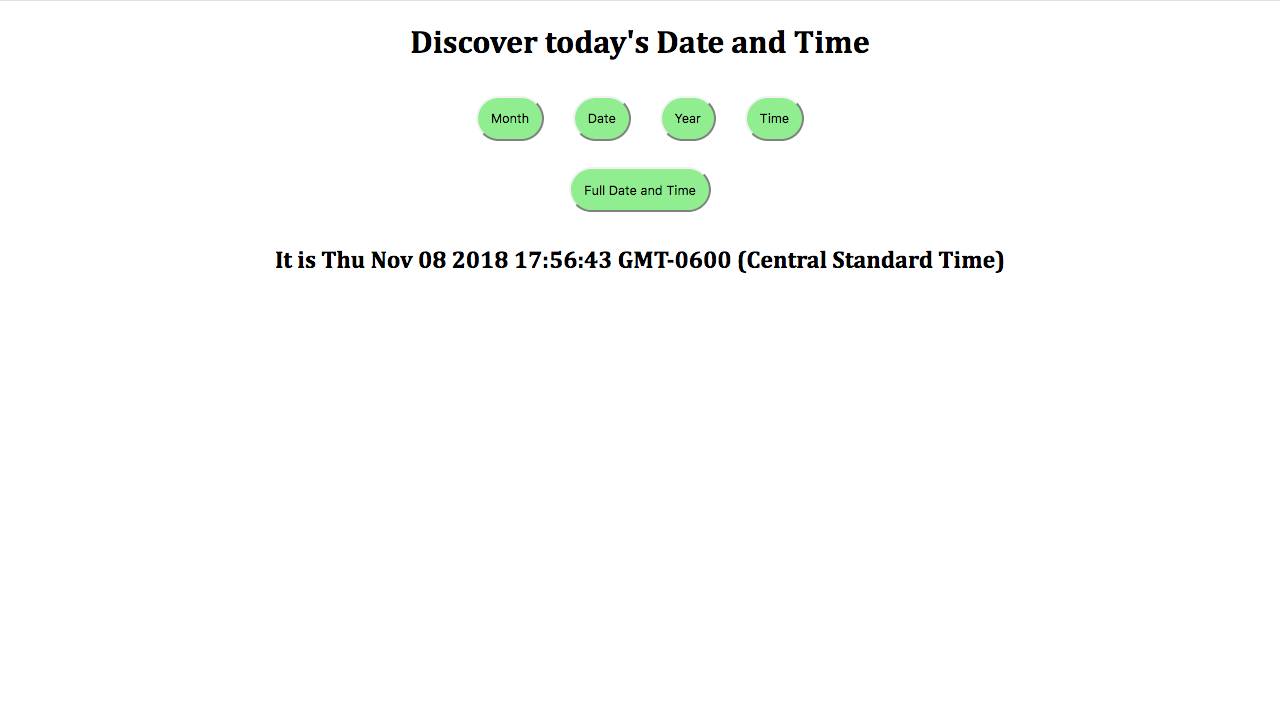 Discover today's Date and Time
Month Date Year Time
Full Date and Time
It is Thu Nov 08 2018 17:56:43 GMT-0600 (Central Standard Time)